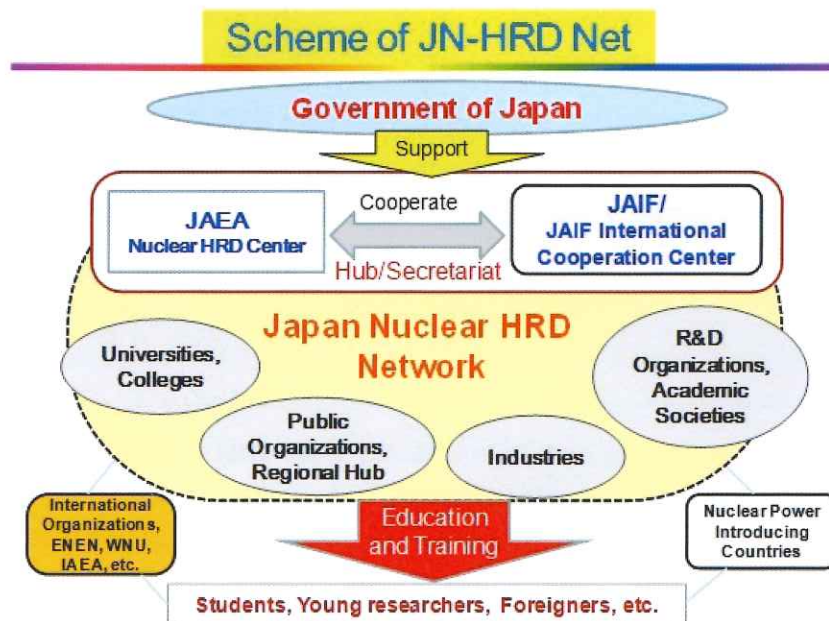 Scheme of JN-HRD Net
Government of Japan
Support
JAEA
Nuclear HRD Center
Cooperate
Hub/Secretariat
JAIF/
JAIF International
Cooperation Center
Japan Nuclear HRD
Network
Universities,
Colleges
Public
Organizations,
Regional Hub
Industries
R&D
Organizations,
Academic
Societies
International
Organizations,
ENEN, WNU,
IAEA, etc.
Education
and Training
Nuclear Power
Introducing
Countries
Students, Young researchers, Foreigners, etc.